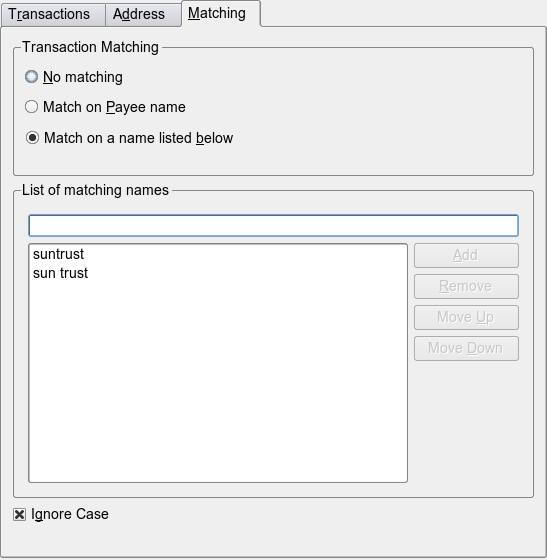 Transactions Address Matching
Transaction Matching
No matching
Match on Payee name
Match on a name listed below
List of matching names
suntrust
sun trust
Add
Remove
Move Up
Move Down
Ignore Case